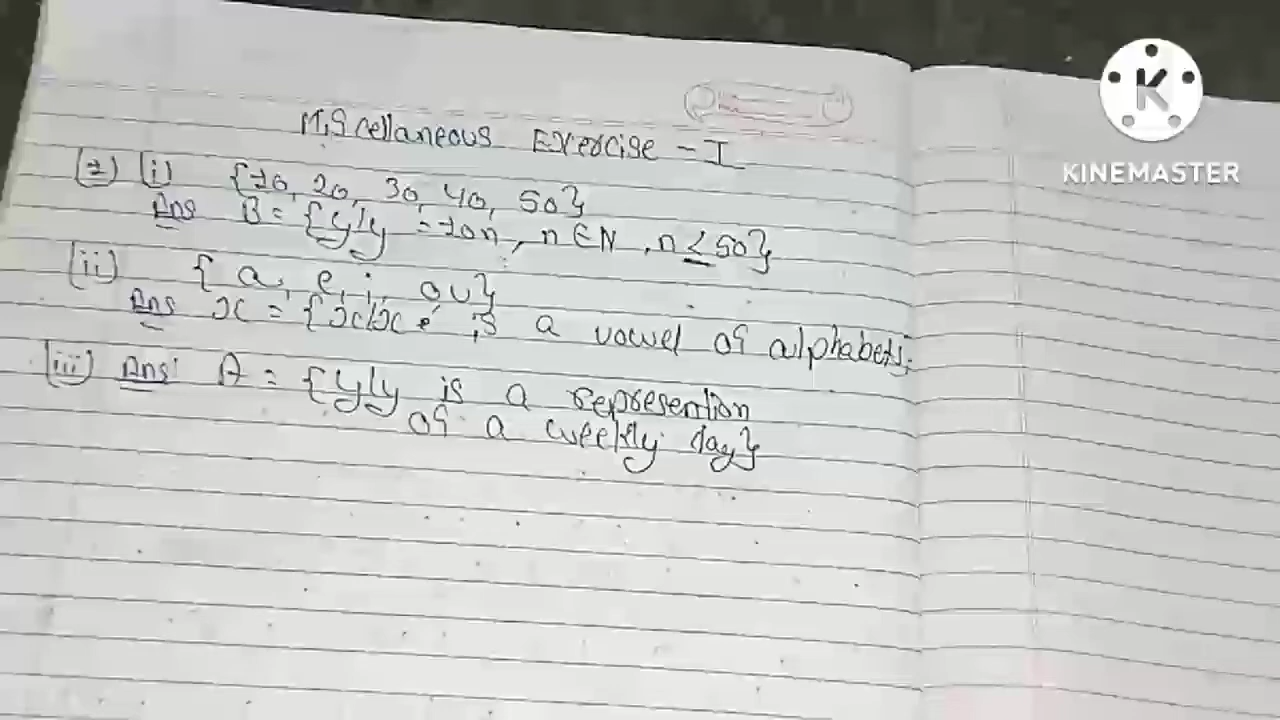 Miscellaneous Exercise - I
(2) (i) {10, 20, 30, 40, 50}
Ans B = {y|y = 10n, n ∈ N, n ≤ 50}
(ii) { a, e, i, o u}
Ans x = {x|x is a vowel of alphabets}
(iii) Ans: A = {y|y is a represention
of a weekly day}
KINEMASTER